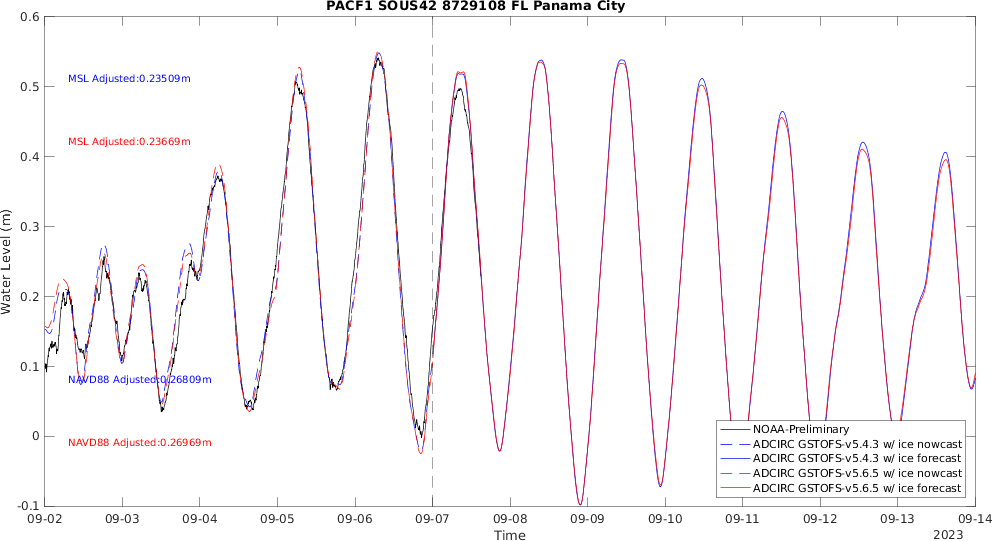 PACF1 SOUS42 8729108 FL Panama City
0.6
0.5
0.4
0.3
0.2
0.1
0
-0.1
Water Level (m)
MSL Adjusted:0.23509m
MSL Adjusted:0.23669m
NAVD88 Adjusted:0.26809m
NAVD88 Adjusted:0.26969m
NOAA-Preliminary
ADCIRC GSTOFS-v5.4.3 w/ ice nowcast
ADCIRC GSTOFS-v5.4.3 w/ ice forecast
ADCIRC GSTOFS-v5.6.5 w/ ice nowcast
ADCIRC GSTOFS-v5.6.5 w/ ice forecast
09-02 09-03 09-04 09-05 09-06 09-07 09-08 09-09 09-10 09-11 09-12 09-13 09-14
Time
2023